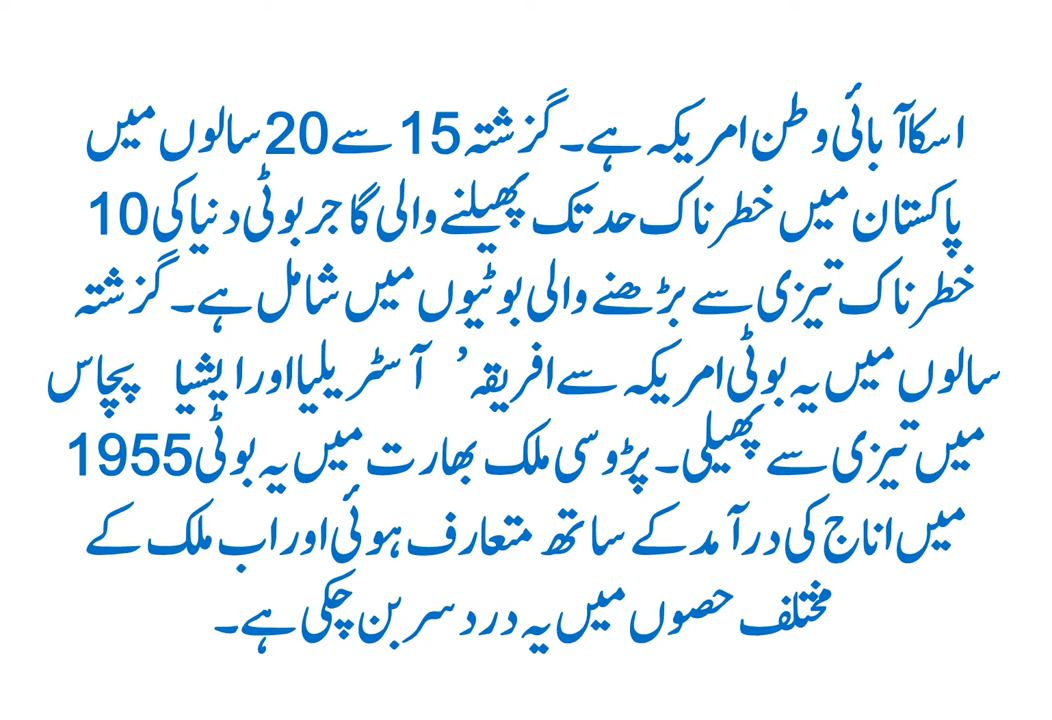 اسکا آبائی وطن امریکہ ہے۔ گزشتہ 15 سے 20 سالوں میں
پاکستان میں خطرناک حد تک پھیلنے والی گاجر بوٹی دنیا کی 10
خطرناک تیزی سے بڑھنے والی بوٹیوں میں شامل ہے۔ گزشتہ
سالوں میں یہ بوٹی امریکہ سے افریقہ ’ آسٹریلیا اور ایشیا پچاس
میں تیزی سے پھیلی۔ پڑوسی ملک بھارت میں یہ بوٹی 1955
میں اناج کی درآمد کے ساتھ متعارف ہوئی اور اب ملک کے
مختلف حصوں میں یہ درد سر بن چکی ہے۔